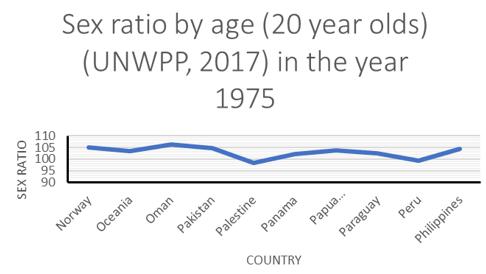 Sex ratio by age (20 year olds)
(UNWPP, 2017) in the year
1975
110
105
100
95
90
SEX RATIO
Norway
Oceania
Oman
Pakistan
Palestine
Panama
Papua...
Paraguay
Peru
Philippines
COUNTRY